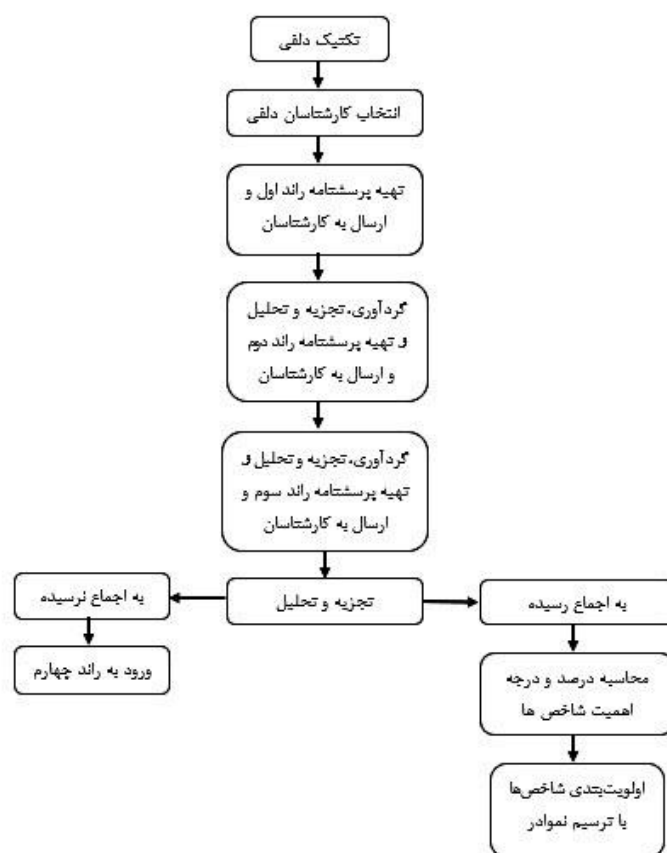 تکنیک دلفی
انتخاب کارشناسان دلفی
تهیه پرسشنامه راند اول و
ارسال به کارشناسان
گردآوری، تجزیه و تحلیل
و تهیه پرسشنامه راند دوم
و ارسال به کارشناسان
گردآوری، تجزیه و تحلیل و
تهیه پرسشنامه راند سوم و
ارسال به کارشناسان
تجزیه و تحلیل
به اجماع رسیده
به اجماع نرسیده
محاسبه درصد و درجه
اهمیت شاخص ها
ورود به راند چهارم
اولویت‌بندی شاخص‌ها
با ترسیم نموادر